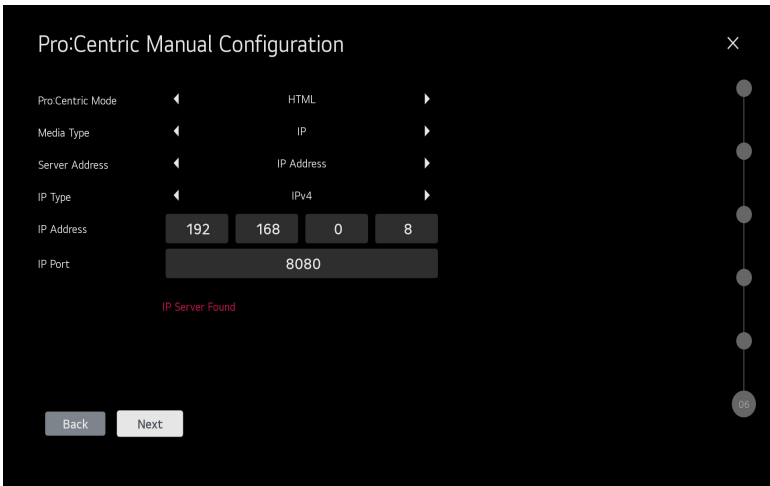 Pro:Centric Manual Configuration
Pro:Centric Mode HTML
Media Type IP
Server Address IP Address
IP Type IPv4
IP Address 192 168 0 8
IP Port 8080
IP Server Found
06
Back Next